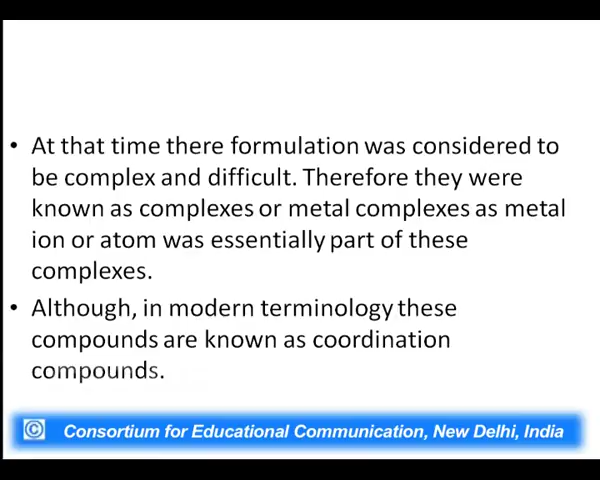 • At that time there formulation was considered to
be complex and difficult. Therefore they were
known as complexes or metal complexes as metal
ion or atom was essentially part of these
complexes.
• Although, in modern terminology these
compounds are known as coordination
compounds.
© Consortium for Educational Communication, New Delhi, India